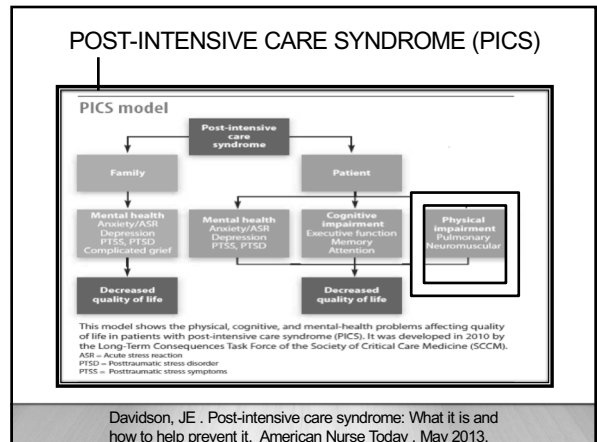 POST-INTENSIVE CARE SYNDROME (PICS)
PICS model
Post-intensive
care
syndrome
Family
Patient
Mental health
Anxiety/ASR
Depression
PTSS, PTSD
Complicated grief
Mental health
Anxiety/ASR
Depression
PTSS, PTSD
Cognitive
impairment
Executive function
Memory
Attention
Physical
impairment
Pulmonary
Neuromuscular
Decreased
quality of life
Decreased
quality of life
This model shows the physical, cognitive, and mental-health problems affecting quality
of life in patients with post-intensive care syndrome (PICS). It was developed in 2010 by
the Long-Term Consequences Task Force of the Society of Critical Care Medicine (SCCM).
ASR = Acute stress reaction
PTSD = Posttraumatic stress disorder
PTSS = Posttraumatic stress symptoms
Davidson, JE . Post-intensive care syndrome: What it is and
how to help prevent it. American Nurse Today . May 2013.